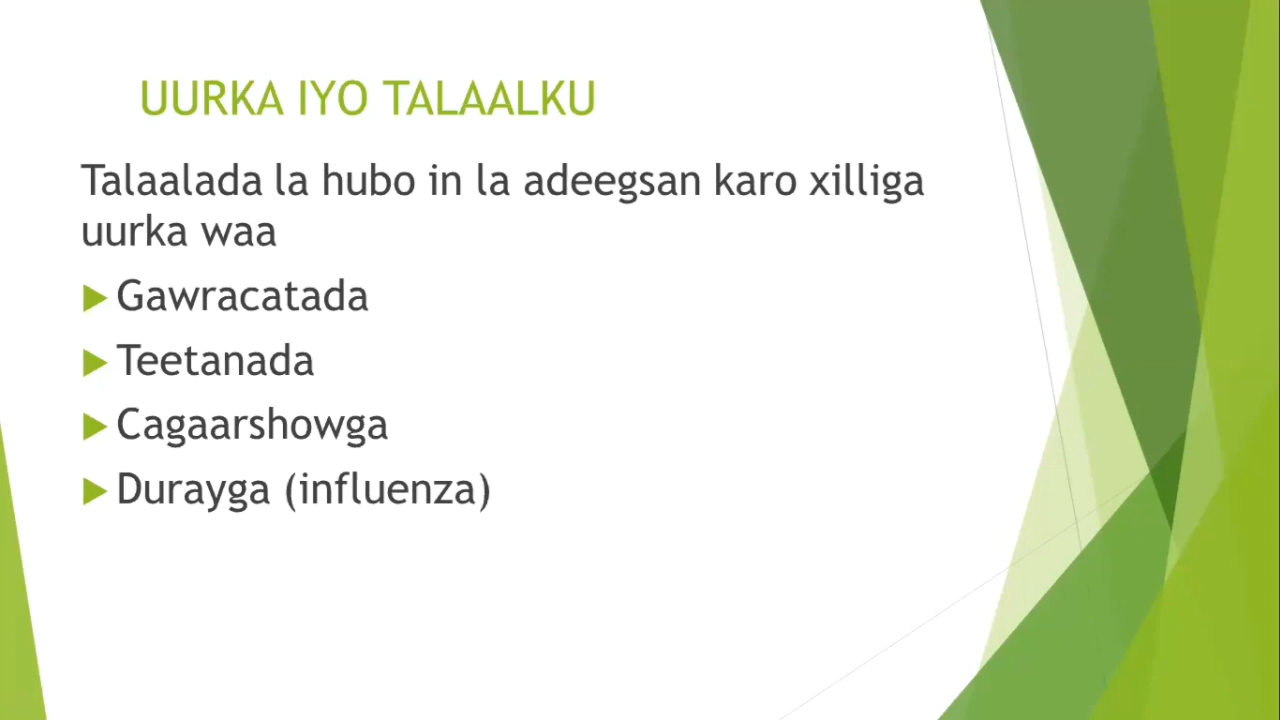 UURKA IYO TALAALKU
Talaalada la hubo in la adeegsan karo xilliga
uurka waa
Gawracatada
Teetanada
Cagaarshowga
Durayga (influenza)